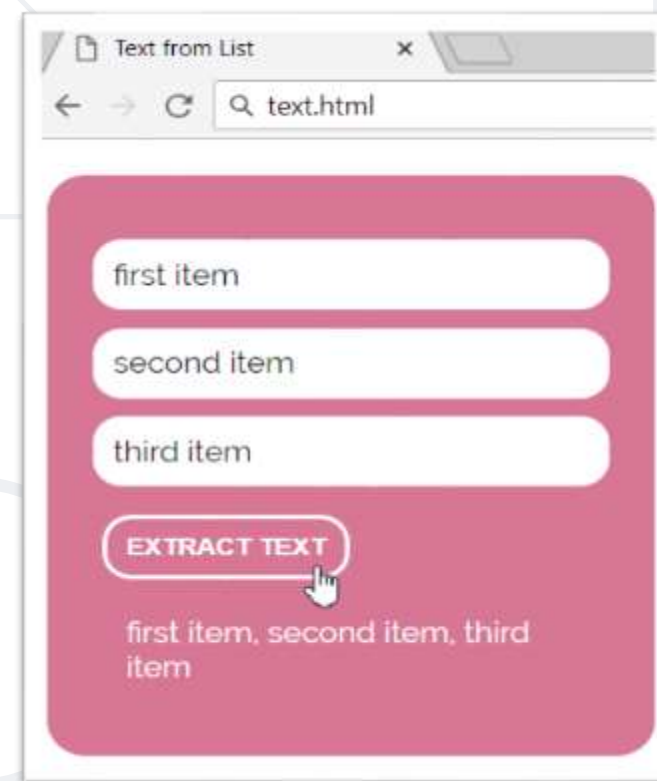 Text from List
text.html
first item
second item
third item
EXTRACT TEXT
first item, second item, third
item